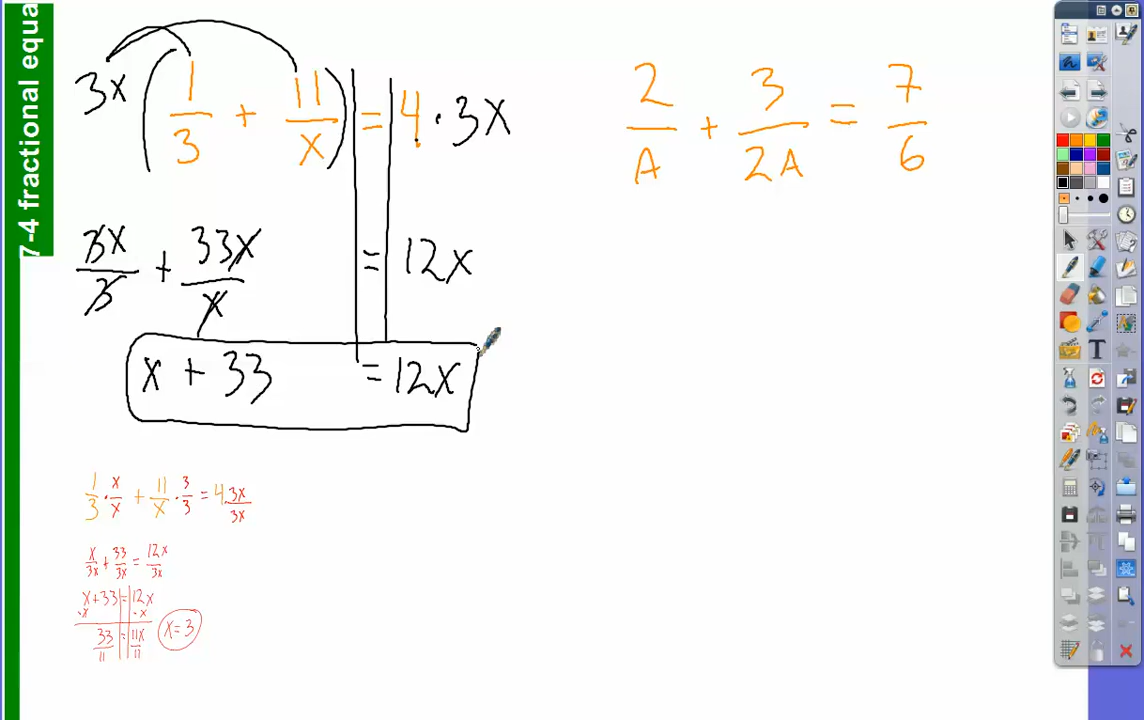 7-4 fractional equa
3x ( 1/3 + 11/x ) = 4 · 3x
3x/3 + 33x/x = 12x
x + 33 = 12x
1/3 · x/x + 11/x · 3/3 = 4 3x/3x
x/3x + 33/3x = 12x/3x
x + 33 = 12x
-x -x
33/11 = 11x/11 x = 3
2/A + 3/2A = 7/6